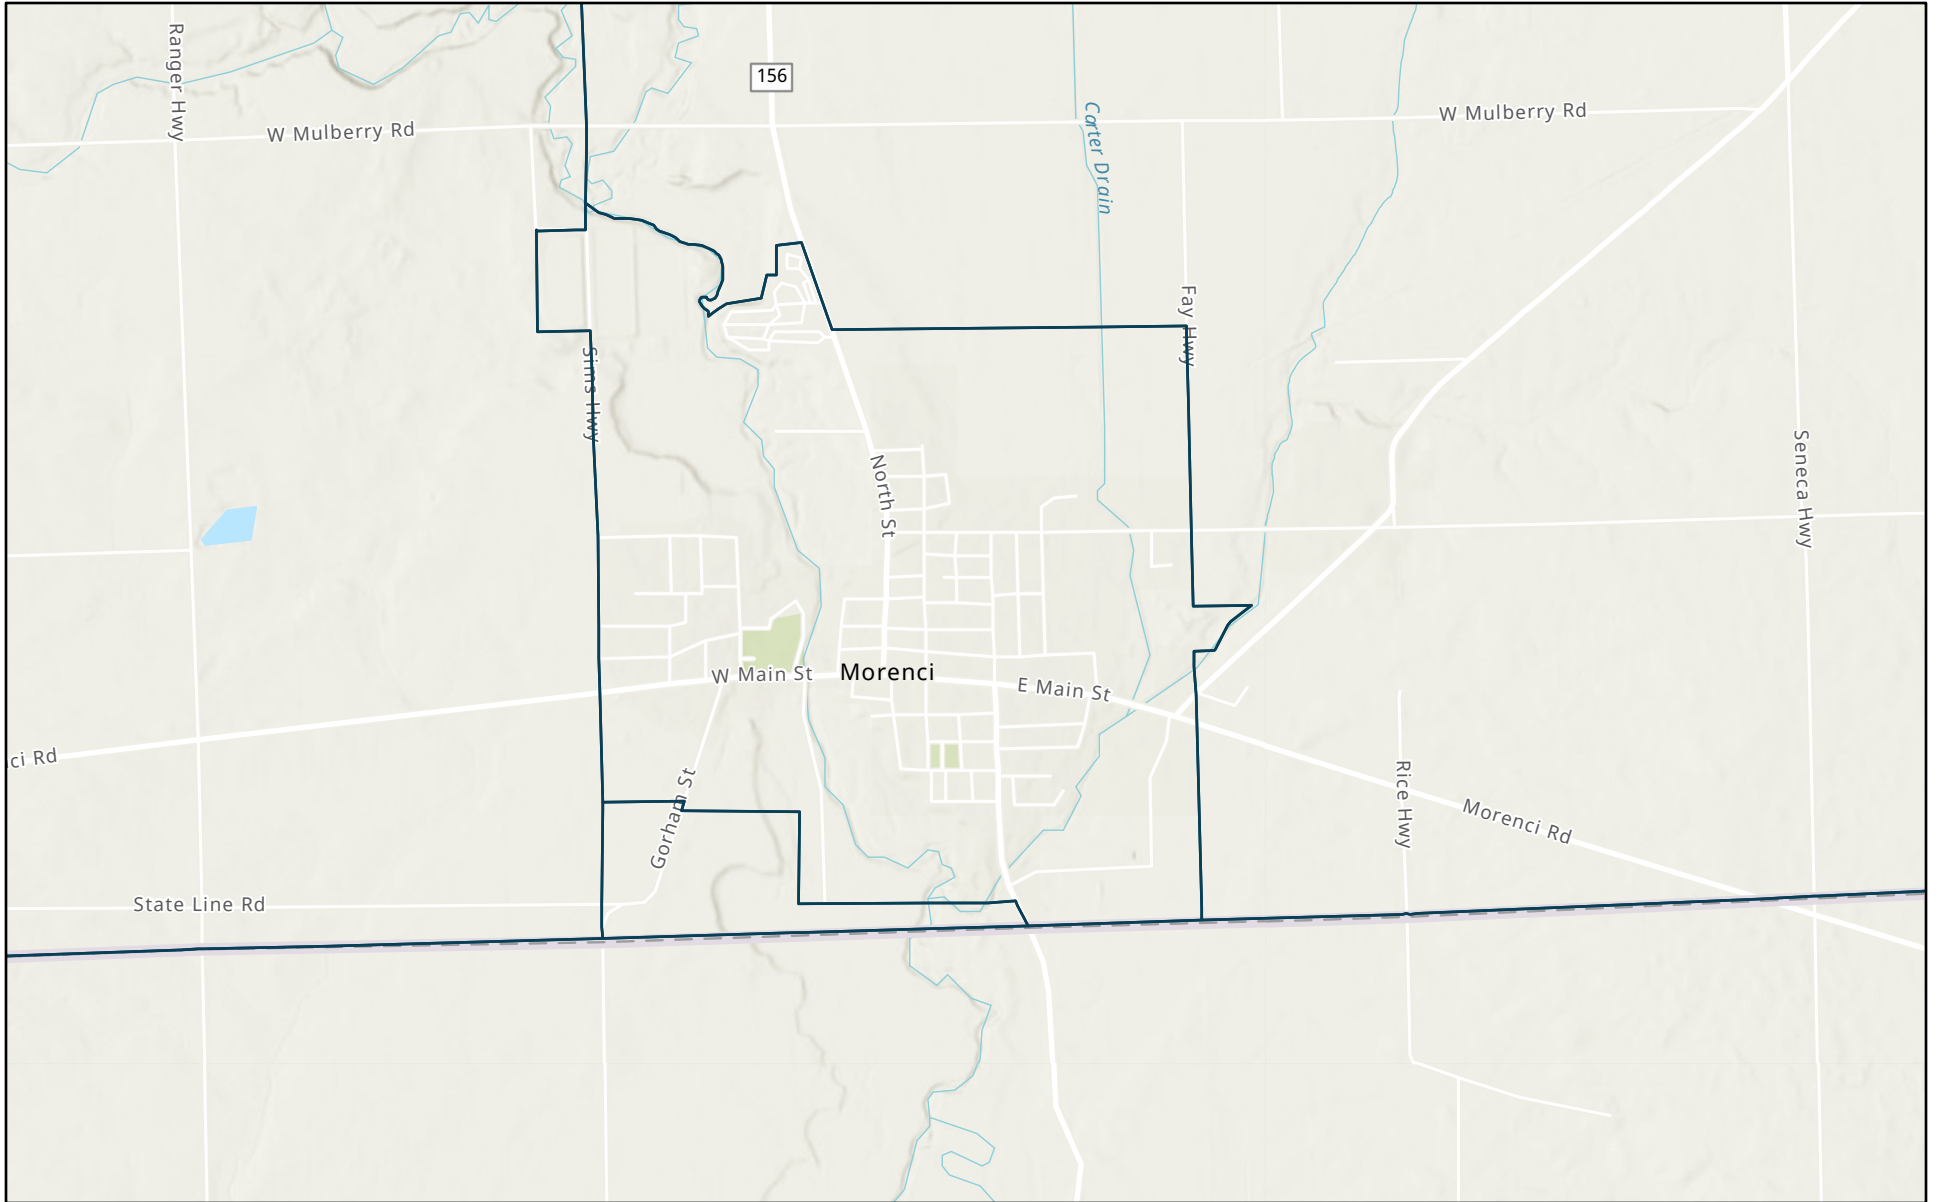 Ranger Hwy
156
W Mulberry Rd
W Mulberry Rd
Carter Drain
Fay Hwy
Sims Hwy
North St
Seneca Hwy
W Main St
Morenci
E Main St
ci Rd
Gorham St
Rice Hwy
Morenci Rd
State Line Rd